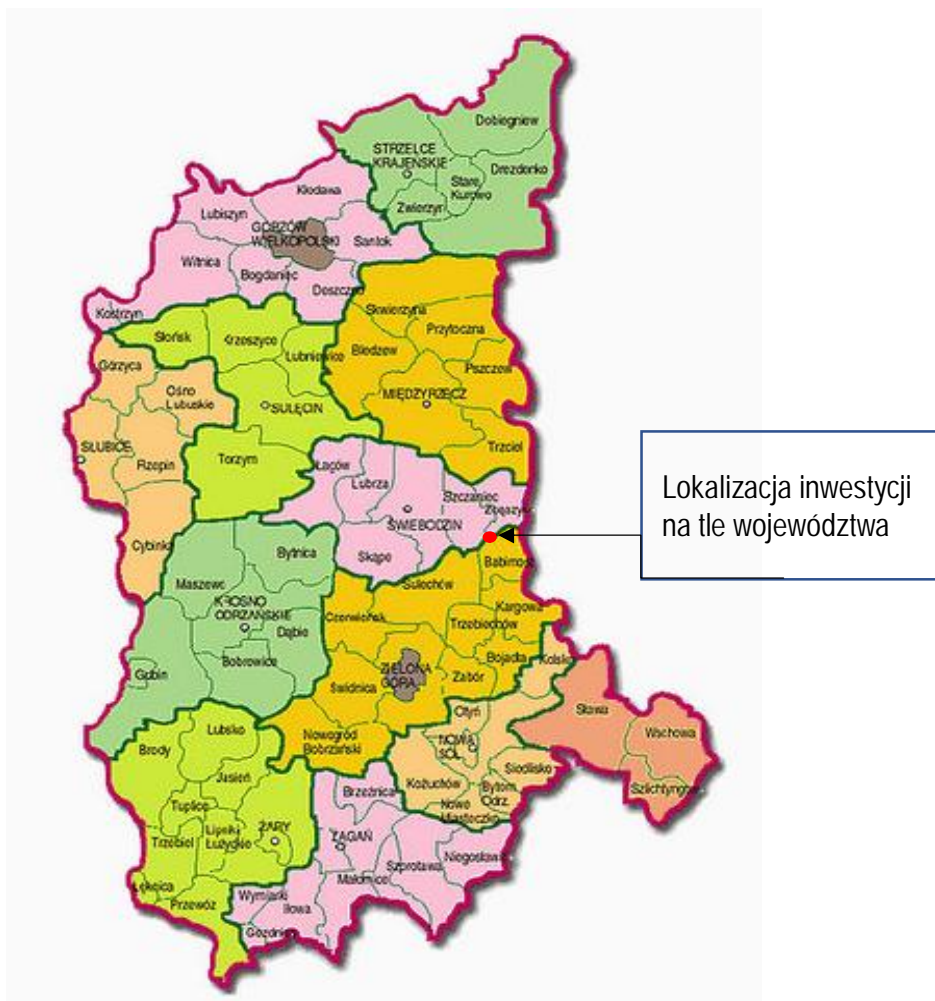 Dobiegniew
STRZELCE
KRAJEŃSKIE
Drezdenko
Stare
Kurowo
Zwierzyn
Kłodawa
Lubiszyn
GORZÓW
WIELKOPOLSKI
Santok
Witnica
Bogdaniec
Deszczno
Kostrzyn
Skwierzyna
Słońsk
Krzeszyce
Przytoczna
Lubniewice
Bledzew
Górzyca
Pszczew
Ośno
Lubuskie
MIĘDZYRZECZ
SULĘCIN
SŁUBICE
Trzciel
Rzepin
Torzym
Łagów
Lubrza
Szczaniec
Lokalizacja inwestycji
na tle województwa
ŚWIEBODZIN
Cybinka
Bytnica
Skąpe
Babimost
Maszewo
Sulechów
KROSNO
ODRZAŃSKIE
Kargowa
Czerwieńsk
Trzebiechów
Dąbie
Bobrowice
Bojadła
Kolsko
Gubin
ZIELONA
GÓRA
Zabór
Świdnica
Otyń
Sława
Lubsko
Nowogród
Bobrzański
NOWA
SÓL
Wschowa
Brody
Siedlisko
Jasień
Kożuchów
Bytom
Odrz.
Brzeźnica
Szlichtyngowa
Tuplice
Nowe
Miasteczko
Lipinki
Łużyckie
ŻARY
Trzebiel
ŻAGAŃ
Niegosławice
Szprotawa
Małomice
Łęknica
Wymiarki
Przewóz
Iłowa
Gozdnica